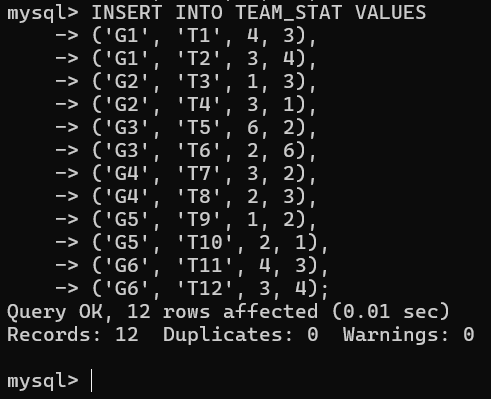 mysql> INSERT INTO TEAM_STAT VALUES
    -> ('G1', 'T1', 4, 3),
    -> ('G1', 'T2', 3, 4),
    -> ('G2', 'T3', 1, 3),
    -> ('G2', 'T4', 3, 1),
    -> ('G3', 'T5', 6, 2),
    -> ('G3', 'T6', 2, 6),
    -> ('G4', 'T7', 3, 2),
    -> ('G4', 'T8', 2, 3),
    -> ('G5', 'T9', 1, 2),
    -> ('G5', 'T10', 2, 1),
    -> ('G6', 'T11', 4, 3),
    -> ('G6', 'T12', 3, 4);
Query OK, 12 rows affected (0.01 sec)
Records: 12  Duplicates: 0  Warnings: 0
mysql>